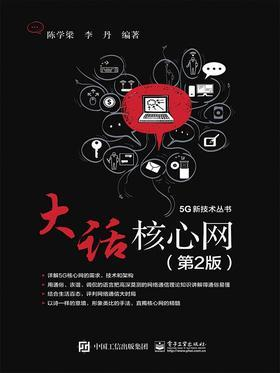 陈学梁 李 丹 编著
5G新技术丛书
大话核心网
（第2版）
• 详解5G核心网的需求、技术和架构
• 用通俗、诙谐、调侃的语言把高深莫测的网络通信理论知识讲解得通俗易懂
• 结合生活百态，评判网络通信大时局
• 以诗一样的意境，形象类比的手法，直揭核心网的精髓
中国工信出版集团
电子工业出版社